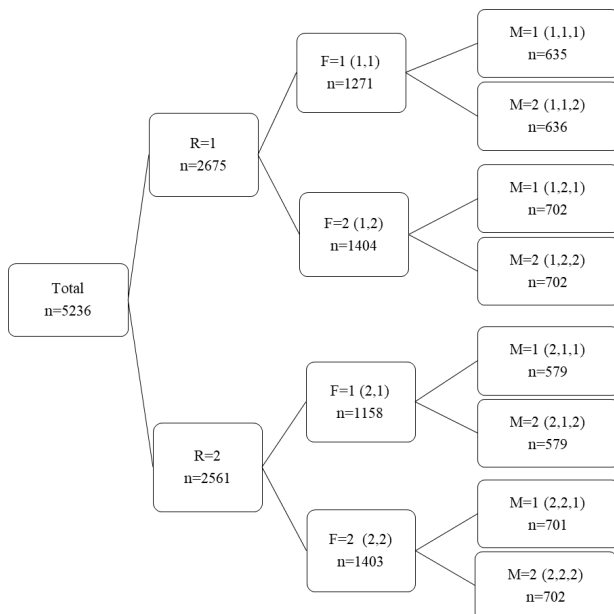 Total
n=5236
R=1
n=2675
R=2
n=2561
F=1 (1,1)
n=1271
F=2 (1,2)
n=1404
F=1 (2,1)
n=1158
F=2 (2,2)
n=1403
M=1 (1,1,1)
n=635
M=2 (1,1,2)
n=636
M=1 (1,2,1)
n=702
M=2 (1,2,2)
n=702
M=1 (2,1,1)
n=579
M=2 (2,1,2)
n=579
M=1 (2,2,1)
n=701
M=2 (2,2,2)
n=702